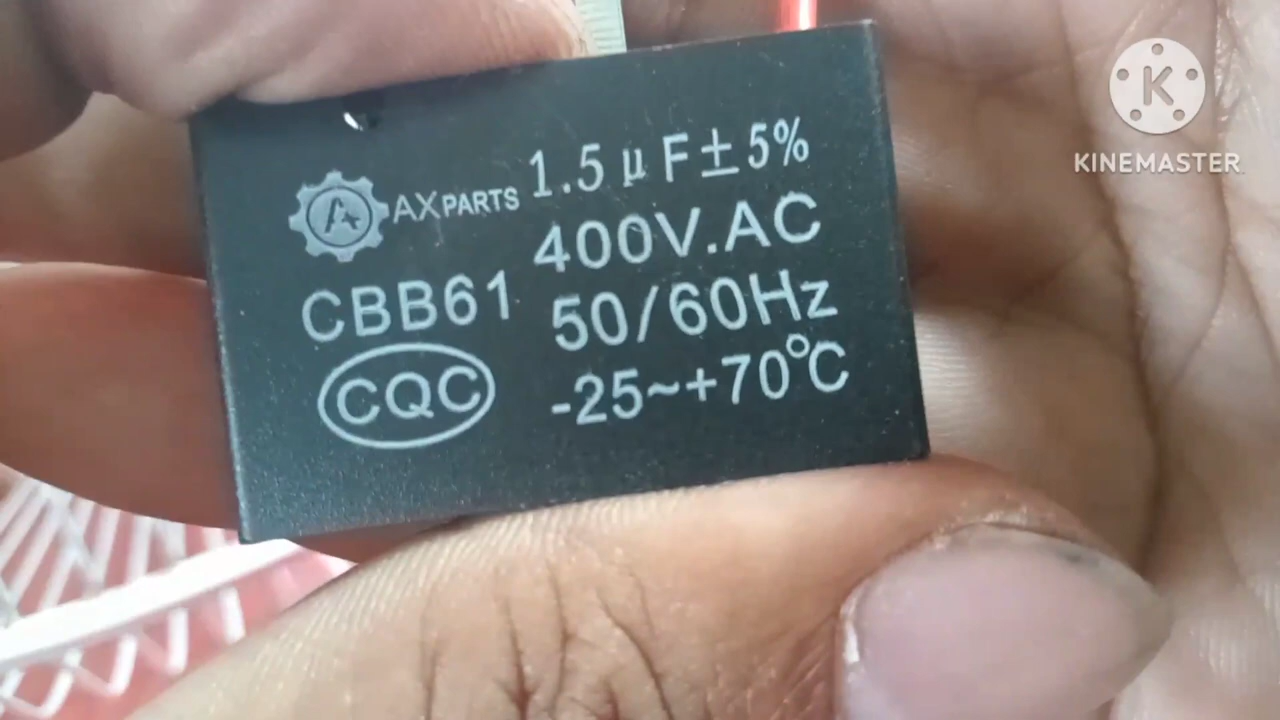 AXPARTS 1.5 μF±5%
400V.AC
CBB61 50/60Hz
CQC -25~+70℃
K
KINEMASTER